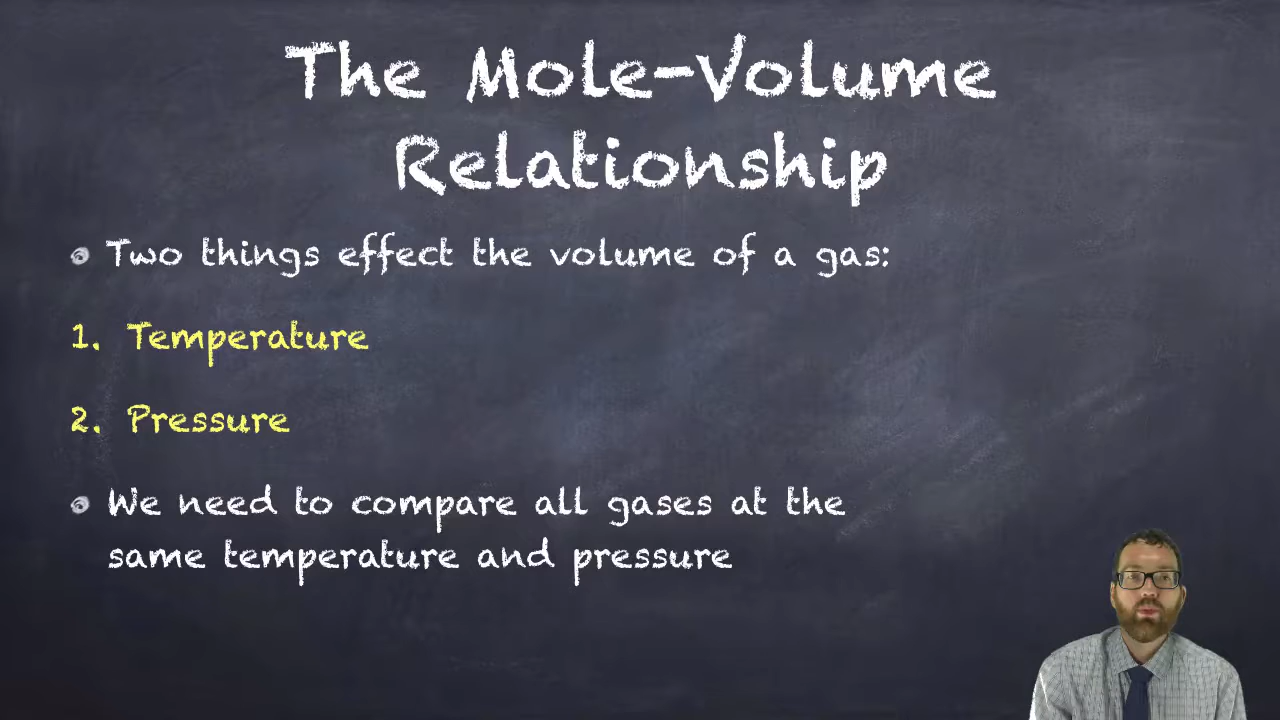 The Mole-Volume
Relationship
Two things effect the volume of a gas:
1. Temperature
2. Pressure
We need to compare all gases at the
same temperature and pressure